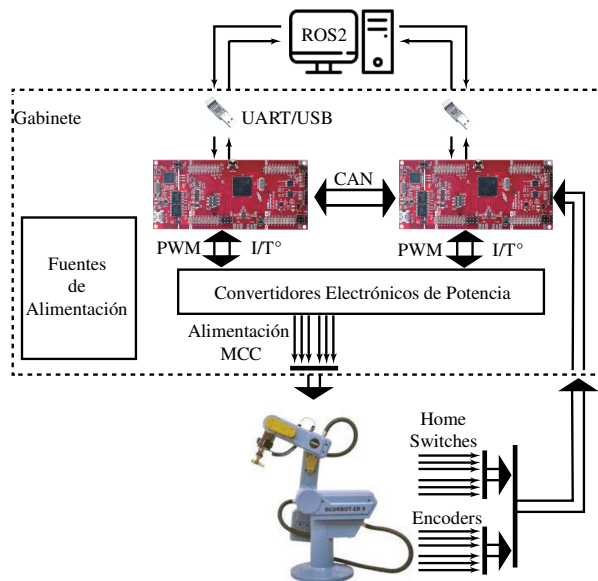 ROS2
Gabinete
UART/USB
CAN
PWM
I/T°
PWM
I/T°
Fuentes
de
Alimentación
Convertidores Electrónicos de Potencia
Alimentación
MCC
Home
Switches
SCORBOT-ER 9
Encoders